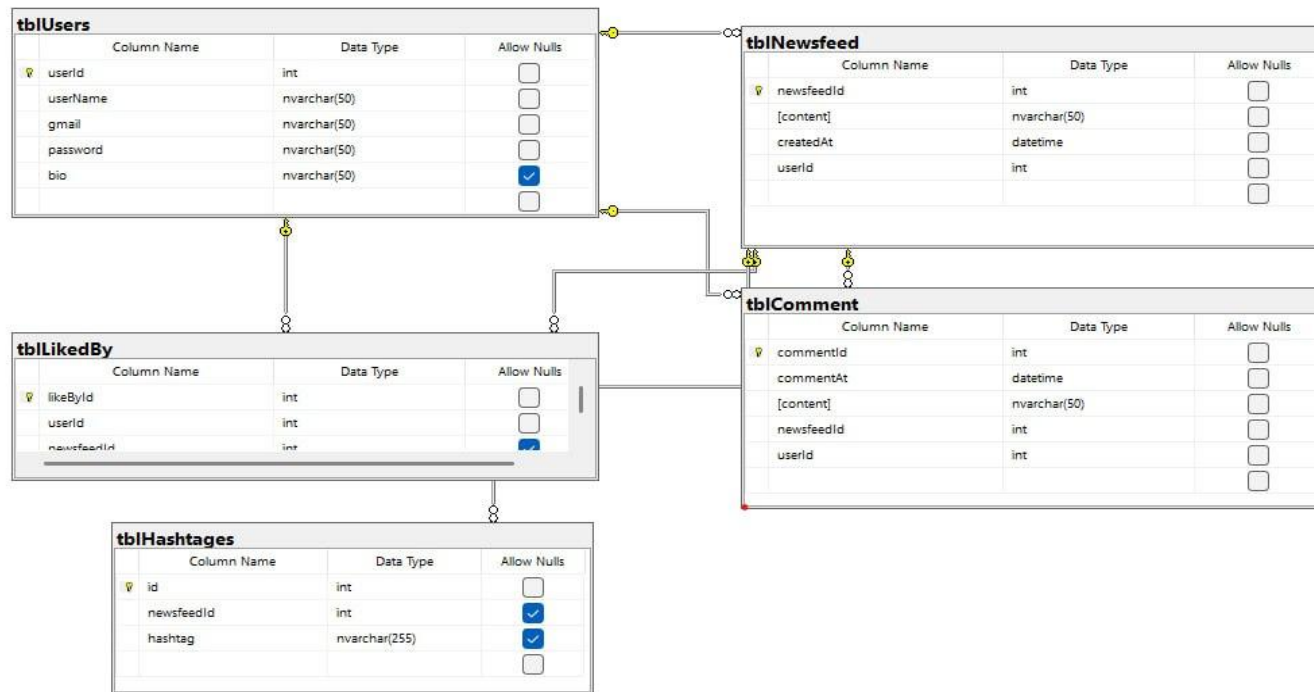 tblUsers
Column Name Data Type Allow Nulls
userId int
userName nvarchar(50)
gmail nvarchar(50)
password nvarchar(50)
bio nvarchar(50)
tblNewsfeed
Column Name Data Type Allow Nulls
newsfeedId int
[content] nvarchar(50)
createdAt datetime
userId int
tblLikedBy
Column Name Data Type Allow Nulls
likeById int
userId int
newsfeedId int
tblComment
Column Name Data Type Allow Nulls
commentId int
commentAt datetime
[content] nvarchar(50)
newsfeedId int
userId int
tblHashtages
Column Name Data Type Allow Nulls
id int
newsfeedId int
hashtag nvarchar(255)